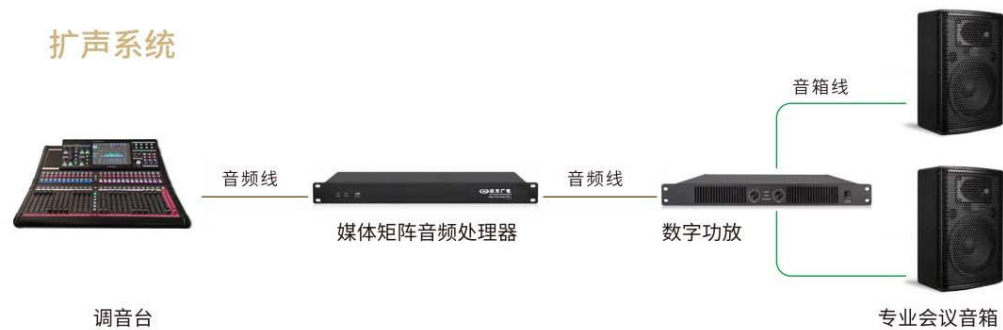 扩声系统
音箱线
音频线
音频线
媒体矩阵音频处理器
数字功放
调音台
专业会议音箱